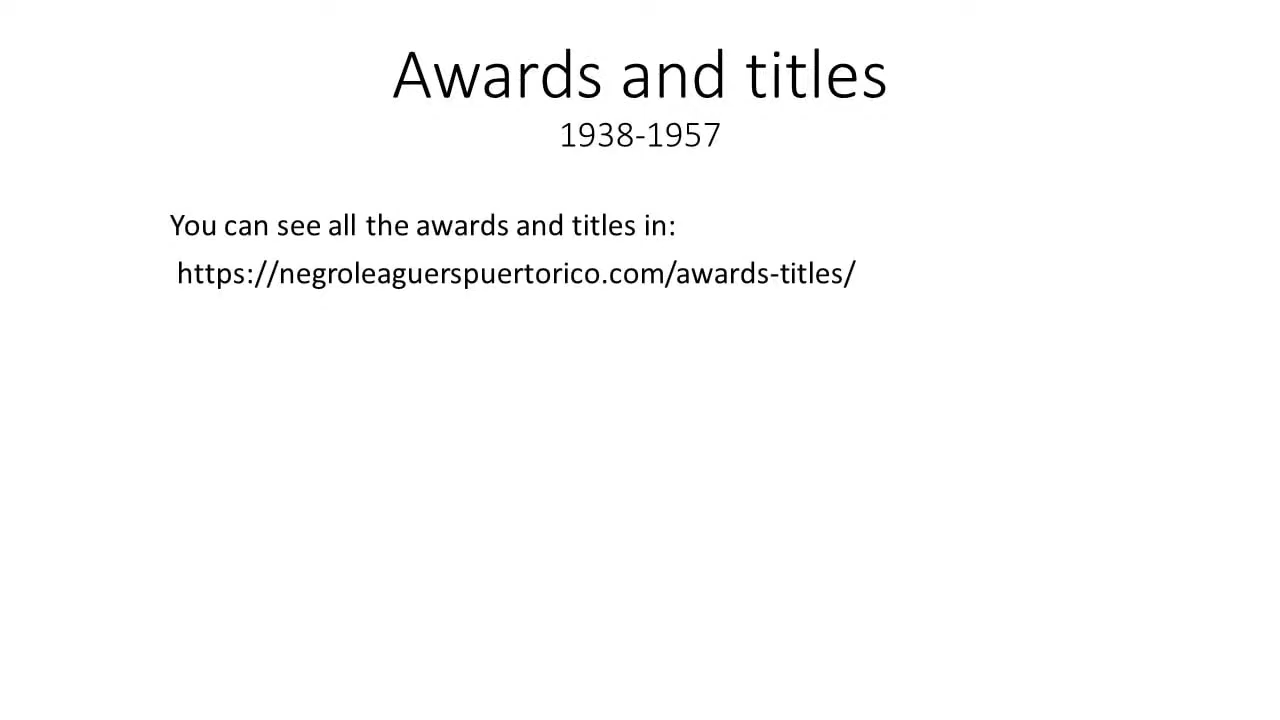 Awards and titles
1938-1957
You can see all the awards and titles in:
https://negroleaguerspuertorico.com/awards-titles/